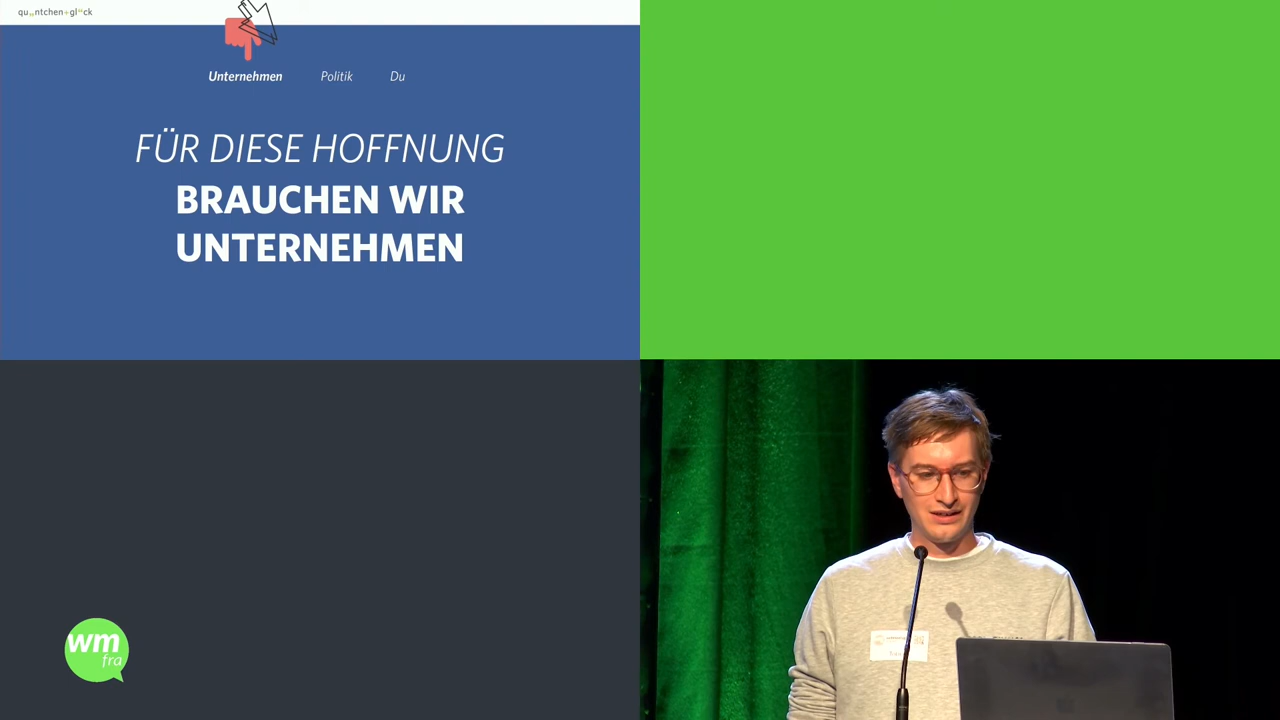 qu¨ntchen+gl¨ck
Unternehmen Politik Du
FÜR DIESE HOFFNUNG
BRAUCHEN WIR
UNTERNEHMEN
wm
fra